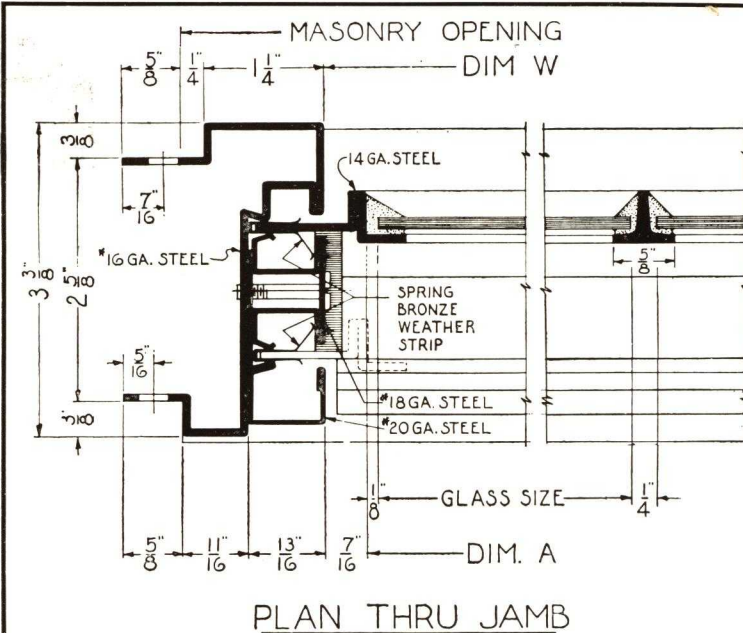 MASONRY OPENING
5/8" 1/4" 1 1/4" DIM W
3/8"
14 GA. STEEL
7/16"
*16 GA. STEEL
5/8"
3 3/8" 2 5/8"
SPRING
BRONZE
WEATHER
STRIP
5/16"
*18 GA. STEEL
3/8"
*20 GA. STEEL
1/8" GLASS SIZE 1/4"
5/8" 11/16" 13/16" 7/16" DIM. A
PLAN THRU JAMB